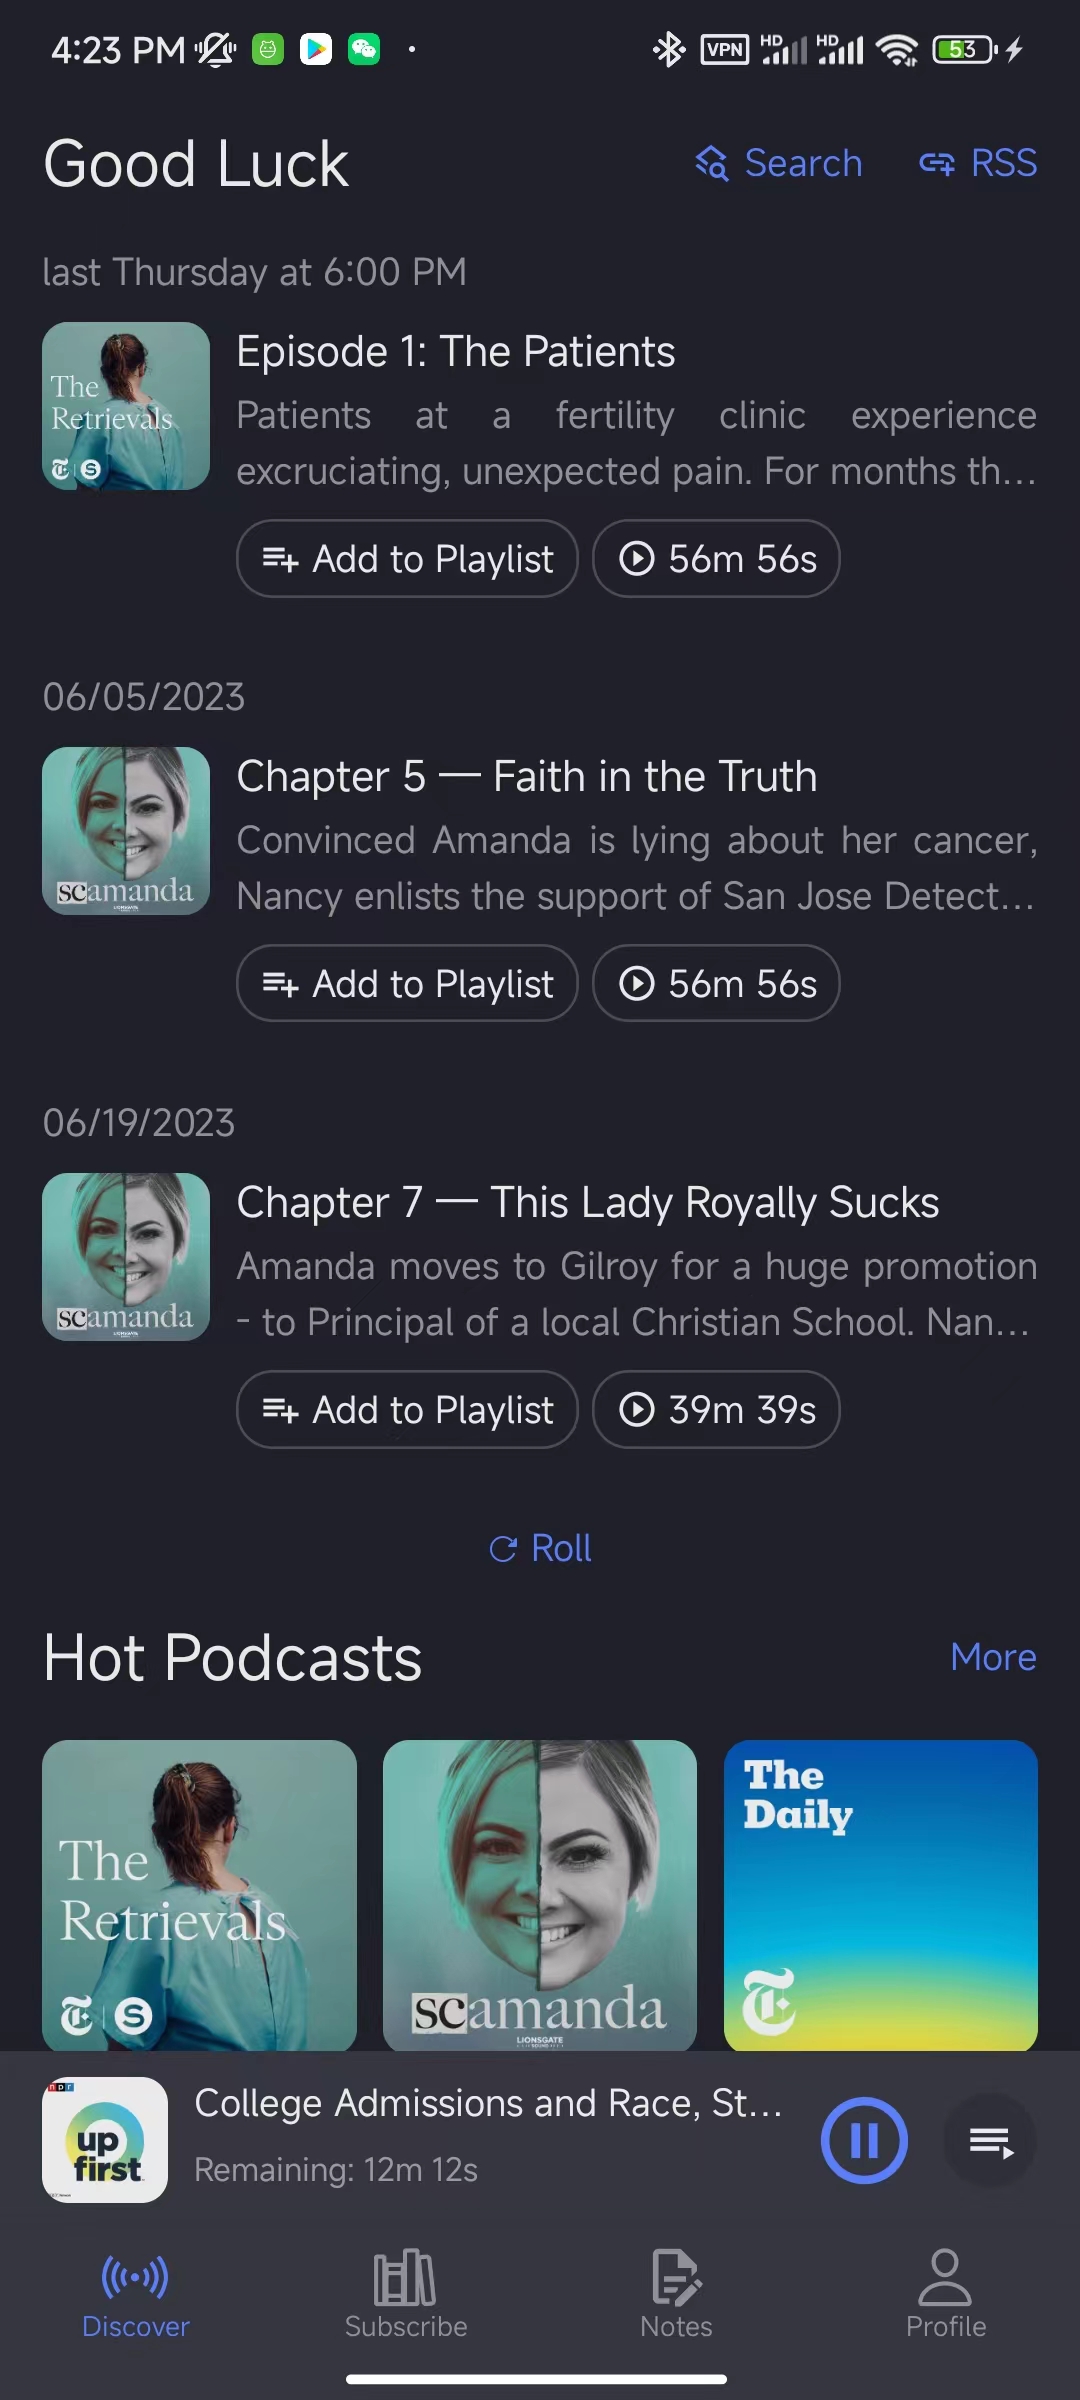 4:23 PM
VPN HD HD 53
Good Luck
Search
RSS
last Thursday at 6:00 PM
The
Retrievals
Episode 1: The Patients
Patients at a fertility clinic experience
excruciating, unexpected pain. For months th...
Add to Playlist
56m 56s
06/05/2023
scamanda
LIONSGATE
Chapter 5 — Faith in the Truth
Convinced Amanda is lying about her cancer,
Nancy enlists the support of San Jose Detect...
Add to Playlist
56m 56s
06/19/2023
scamanda
LIONSGATE
Chapter 7 — This Lady Royally Sucks
Amanda moves to Gilroy for a huge promotion
- to Principal of a local Christian School. Nan...
Add to Playlist
39m 39s
Roll
Hot Podcasts
More
The
Retrievals
T S
scamanda
LIONSGATE
SOUND
The
Daily
T
npr
up
first
College Admissions and Race, St...
Remaining: 12m 12s
Discover
Subscribe
Notes
Profile